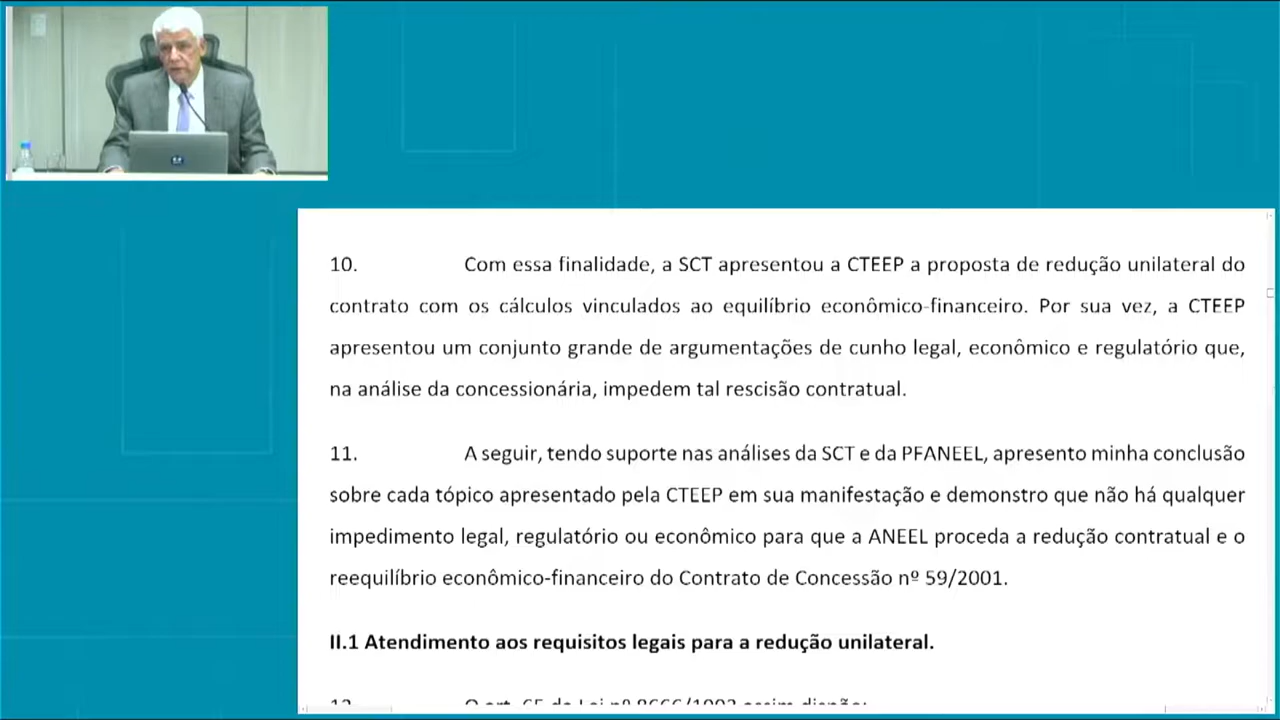 10. Com essa finalidade, a SCT apresentou a CTEEP a proposta de redução unilateral do
contrato com os cálculos vinculados ao equilíbrio econômico-financeiro. Por sua vez, a CTEEP
apresentou um conjunto grande de argumentações de cunho legal, econômico e regulatório que,
na análise da concessionária, impedem tal rescisão contratual.
11. A seguir, tendo suporte nas análises da SCT e da PFANEEL, apresento minha conclusão
sobre cada tópico apresentado pela CTEEP em sua manifestação e demonstro que não há qualquer
impedimento legal, regulatório ou econômico para que a ANEEL proceda a redução contratual e o
reequilíbrio econômico-financeiro do Contrato de Concessão nº 59/2001.
II.1 Atendimento aos requisitos legais para a redução unilateral.